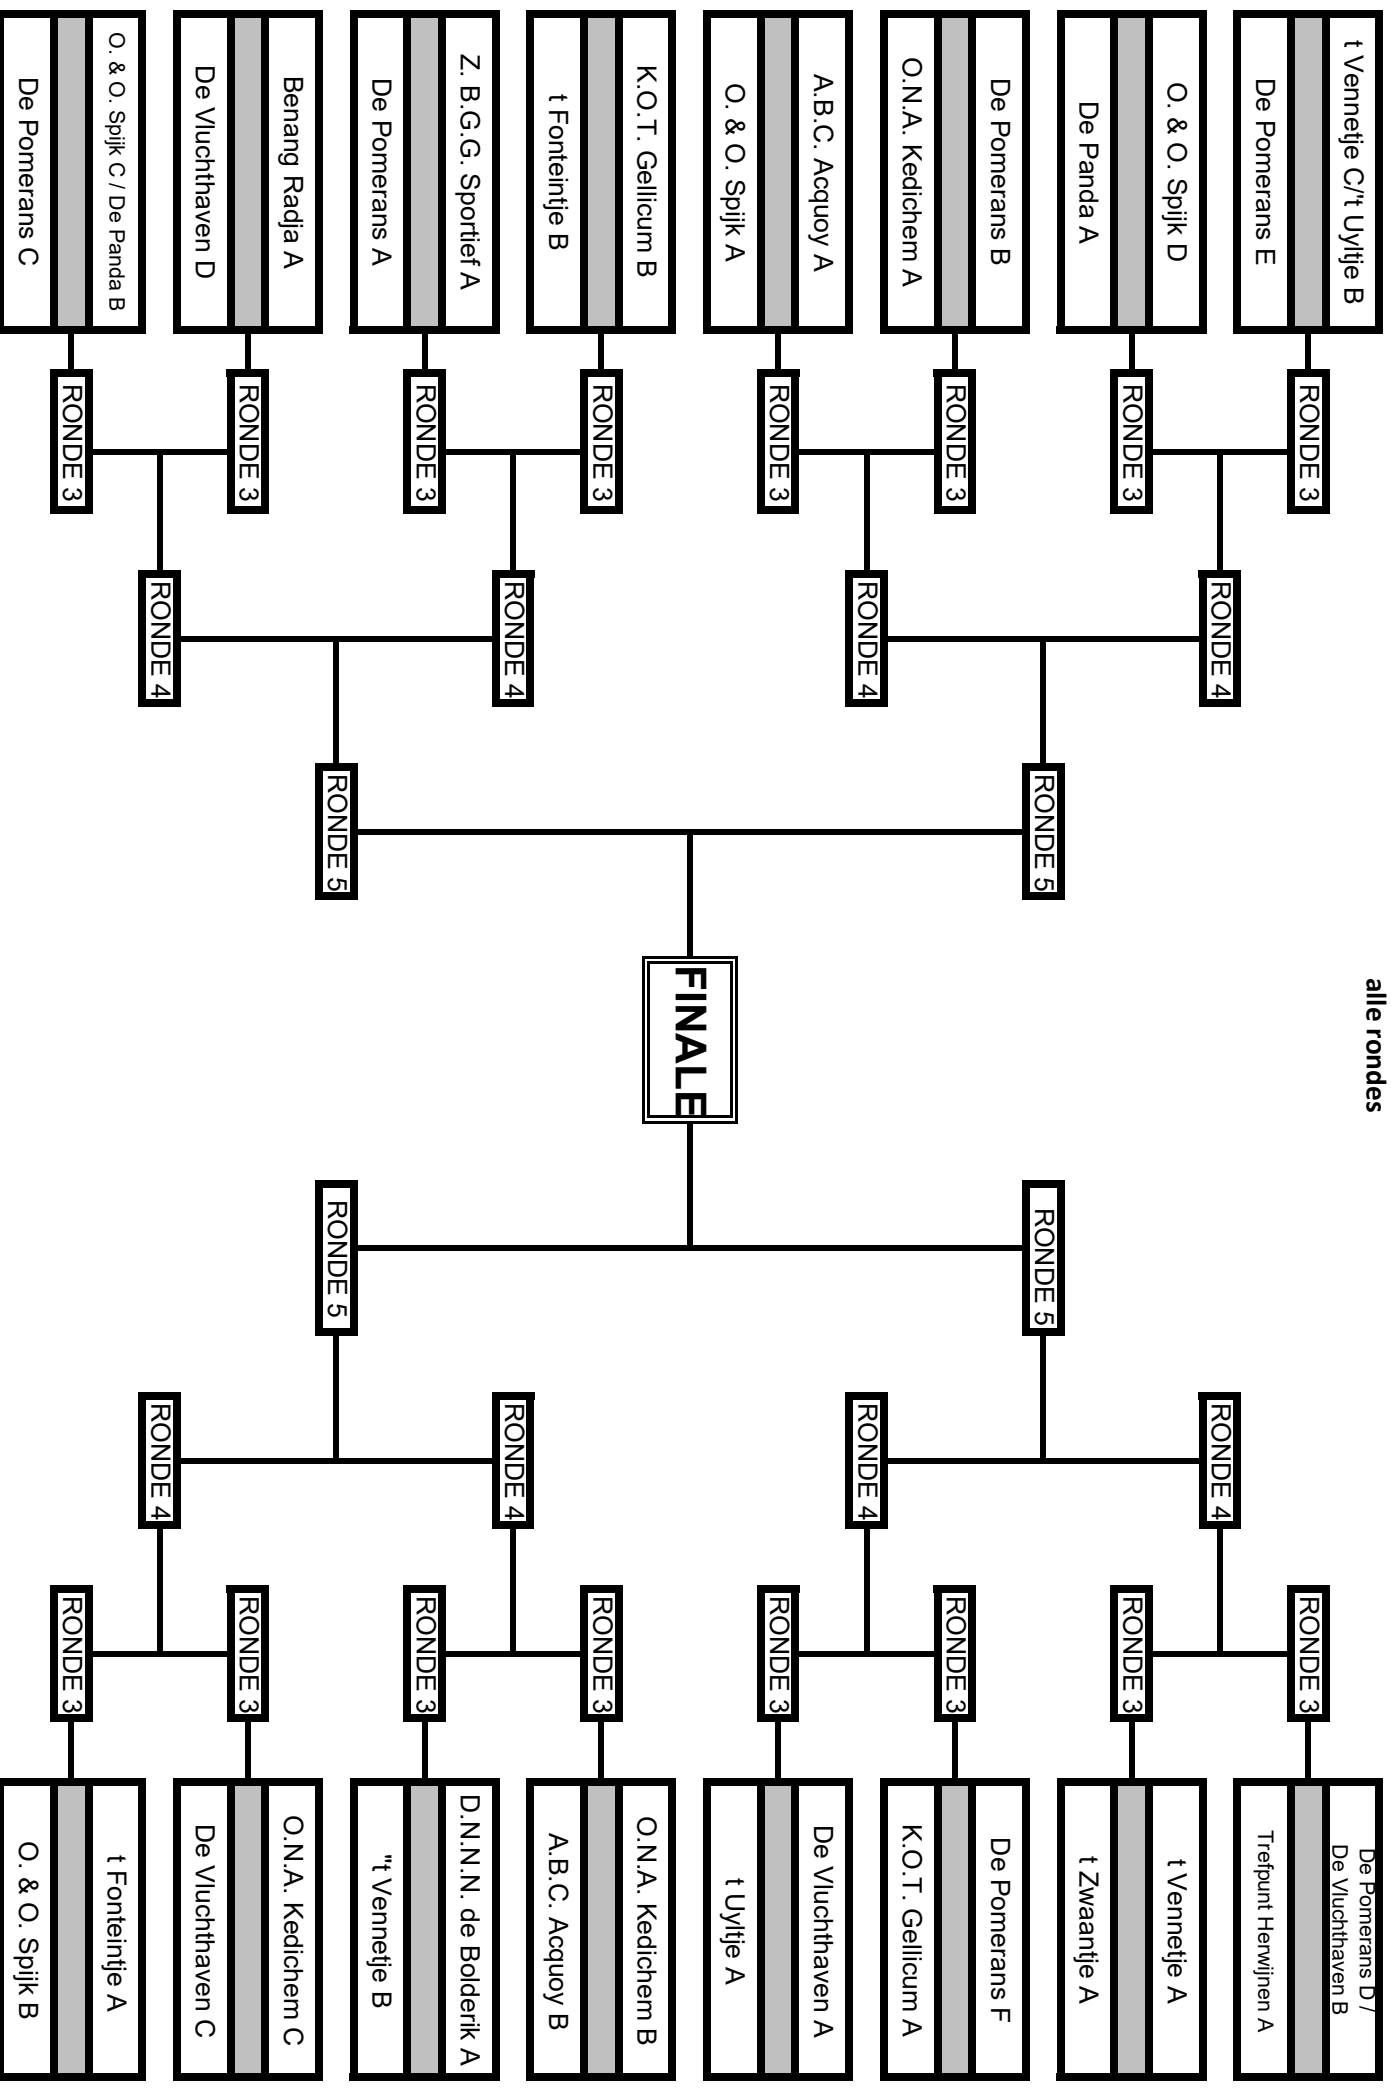 alle rondes
t Vennetje C/'t Uyltje B
De Pomerans E
O. & O. Spijk D
De Panda A
De Pomerans B
O.N.A. Kedichem A
A.B.C. Acquoy A
O. & O. Spijk A
K.O.T. Gellicum B
t Fonteintje B
Z. B.G.G. Sportief A
De Pomerans A
Benang Radja A
De Vluchthaven D
O. & O. Spijk C / De Panda B
De Pomerans C
RONDE 3
RONDE 3
RONDE 3
RONDE 3
RONDE 3
RONDE 3
RONDE 3
RONDE 3
RONDE 4
RONDE 4
RONDE 4
RONDE 4
RONDE 5
RONDE 5
FINALE
RONDE 5
RONDE 5
RONDE 4
RONDE 4
RONDE 4
RONDE 4
RONDE 3
RONDE 3
RONDE 3
RONDE 3
RONDE 3
RONDE 3
RONDE 3
RONDE 3
De Pomerans D /
De Vluchthaven B
Trefpunt Herwijnen A
t Vennetje A
t Zwaantje A
De Pomerans F
K.O.T. Gellicum A
De Vluchthaven A
t Uyltje A
O.N.A. Kedichem B
A.B.C. Acquoy B
D.N.N. de Bolderik A
"t Vennetje B
O.N.A. Kedichem C
De Vluchthaven C
t Fonteintje A
O. & O. Spijk B